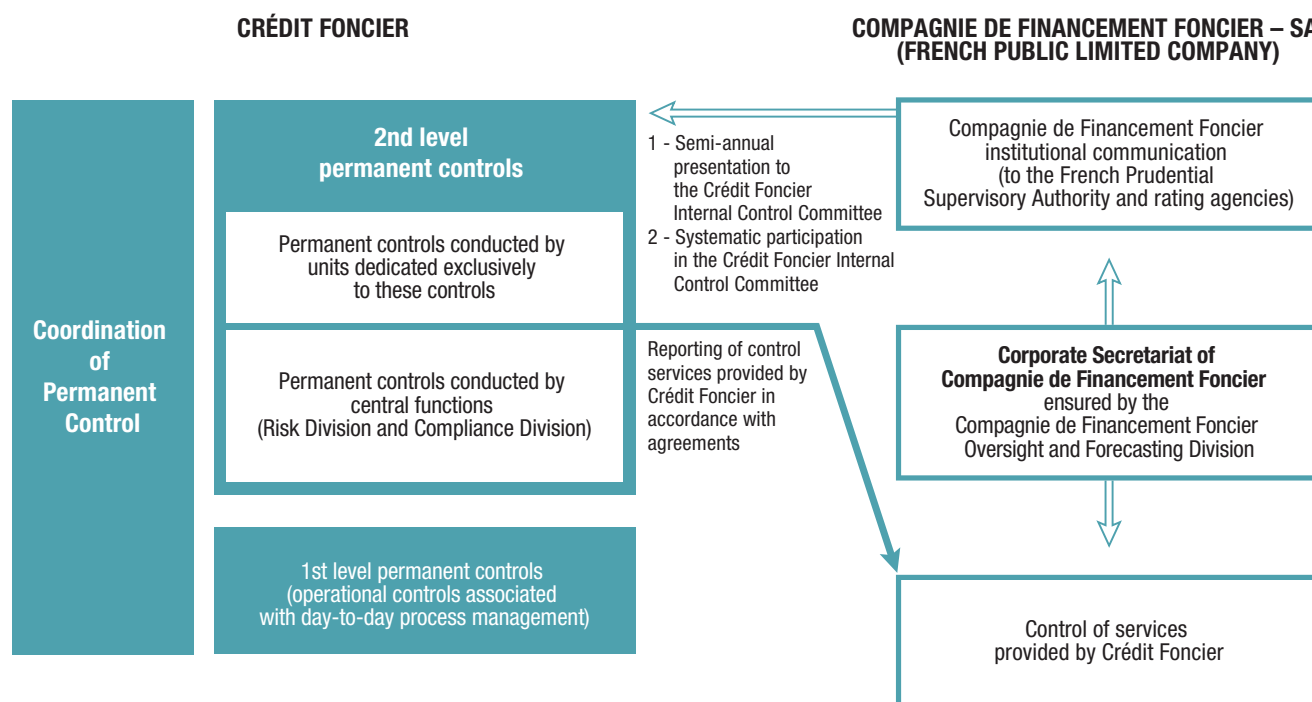 CRÉDIT FONCIER
COMPAGNIE DE FINANCEMENT FONCIER – SA
(FRENCH PUBLIC LIMITED COMPANY)
Coordination
of
Permanent
Control
2nd level
permanent controls
Permanent controls conducted by
units dedicated exclusively
to these controls
Permanent controls conducted by
central functions
(Risk Division and Compliance Division)
1st level permanent controls
(operational controls associated
with day-to-day process management)
1 - Semi-annual
presentation to
the Crédit Foncier
Internal Control Committee
2 - Systematic participation
in the Crédit Foncier Internal
Control Committee
Reporting of control
services provided by
Crédit Foncier in
accordance with
agreements
Compagnie de Financement Foncier
institutional communication
(to the French Prudential
Supervisory Authority and rating agencies)
Corporate Secretariat of
Compagnie de Financement Foncier
ensured by the
Compagnie de Financement Foncier
Oversight and Forecasting Division
Control of services
provided by Crédit Foncier